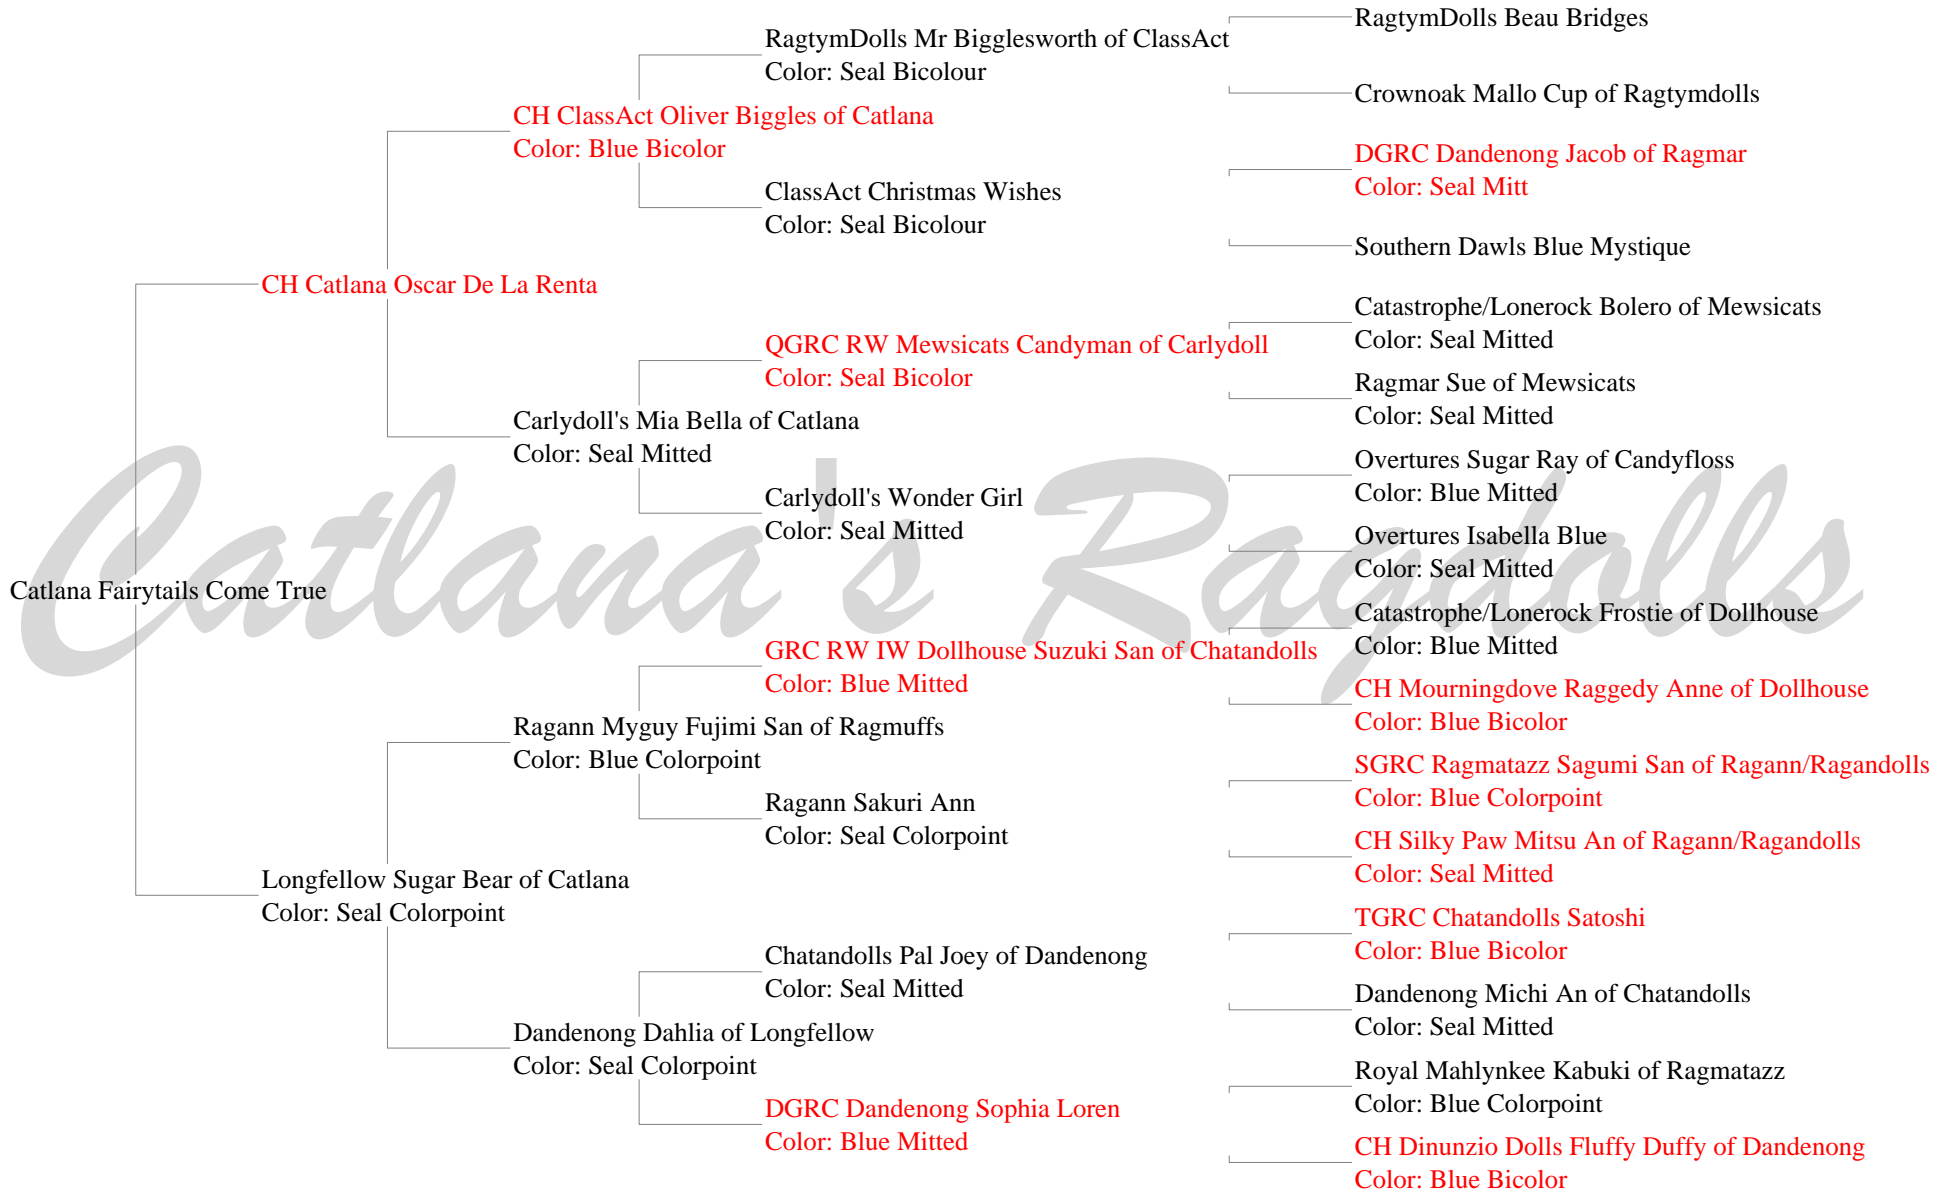 RagtymDolls Beau Bridges
RagtymDolls Mr Bigglesworth of ClassAct
Color: Seal Bicolour
Crownoak Mallo Cup of Ragtymdolls
CH ClassAct Oliver Biggles of Catlana
Color: Blue Bicolor
DGRC Dandenong Jacob of Ragmar
Color: Seal Mitt
ClassAct Christmas Wishes
Color: Seal Bicolour
Southern Dawls Blue Mystique
CH Catlana Oscar De La Renta
Catastrophe/Lonerock Bolero of Mewsicats
Color: Seal Mitted
QGRC RW Mewsicats Candyman of Carlydoll
Color: Seal Bicolor
Ragmar Sue of Mewsicats
Color: Seal Mitted
Carlydoll's Mia Bella of Catlana
Color: Seal Mitted
Overtures Sugar Ray of Candyfloss
Color: Blue Mitted
Carlydoll's Wonder Girl
Color: Seal Mitted
Overtures Isabella Blue
Color: Seal Mitted
Catlana's Ragdolls
Catlana Fairytails Come True
Catastrophe/Lonerock Frostie of Dollhouse
Color: Blue Mitted
GRC RW IW Dollhouse Suzuki San of Chatandolls
Color: Blue Mitted
CH Mourningdove Raggedy Anne of Dollhouse
Color: Blue Bicolor
Ragann Myguy Fujimi San of Ragmuffs
Color: Blue Colorpoint
SGRC Ragmatazz Sagumi San of Ragann/Ragandolls
Color: Blue Colorpoint
Ragann Sakuri Ann
Color: Seal Colorpoint
CH Silky Paw Mitsu An of Ragann/Ragandolls
Color: Seal Mitted
Longfellow Sugar Bear of Catlana
Color: Seal Colorpoint
TGRC Chatandolls Satoshi
Color: Blue Bicolor
Chatandolls Pal Joey of Dandenong
Color: Seal Mitted
Dandenong Michi An of Chatandolls
Color: Seal Mitted
Dandenong Dahlia of Longfellow
Color: Seal Colorpoint
Royal Mahlynkee Kabuki of Ragmatazz
Color: Blue Colorpoint
DGRC Dandenong Sophia Loren
Color: Blue Mitted
CH Dinunzio Dolls Fluffy Duffy of Dandenong
Color: Blue Bicolor